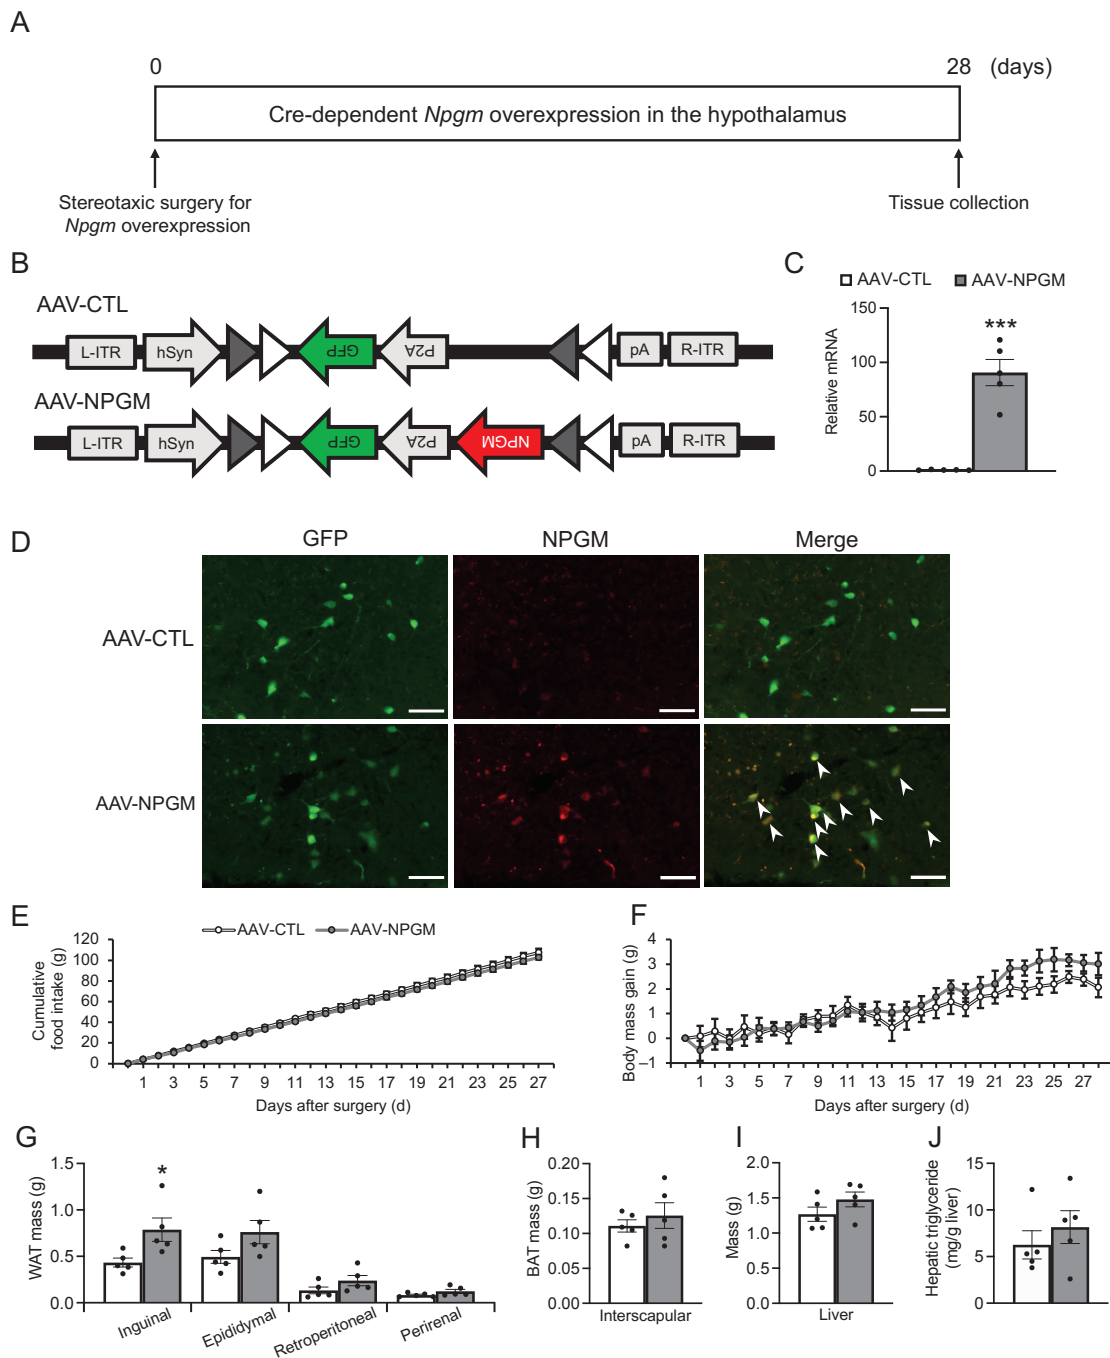 A
0 28 (days)
Cre-dependent Npgm overexpression in the hypothalamus
Stereotaxic surgery for
Npgm overexpression
Tissue collection
B
AAV-CTL
L-ITR hSyn GFP P2A pA R-ITR
AAV-NPGM
L-ITR hSyn GFP P2A NPGM pA R-ITR
C
AAV-CTL AAV-NPGM
Relative mRNA
150
100
50
0
***
D
GFP NPGM Merge
AAV-CTL
AAV-NPGM
E
AAV-CTL AAV-NPGM
Cumulative
food intake (g)
120
100
80
60
40
20
0
1 3 5 7 9 11 13 15 17 19 21 23 25 27
Days after surgery (d)
F
Body mass gain (g)
4
3
2
1
0
−1
1 3 5 7 9 11 13 15 17 19 21 23 25 27
Days after surgery (d)
G
WAT mass (g)
1.5
1.0
0.5
0.0
*
Inguinal Epididymal Retroperitoneal Perirenal
H
BAT mass (g)
0.20
0.15
0.10
0.05
0.00
Interscapular
I
Mass (g)
2.0
1.5
1.0
0.5
0.0
Liver
J
Hepatic triglyceride
(mg/g liver)
15
10
5
0